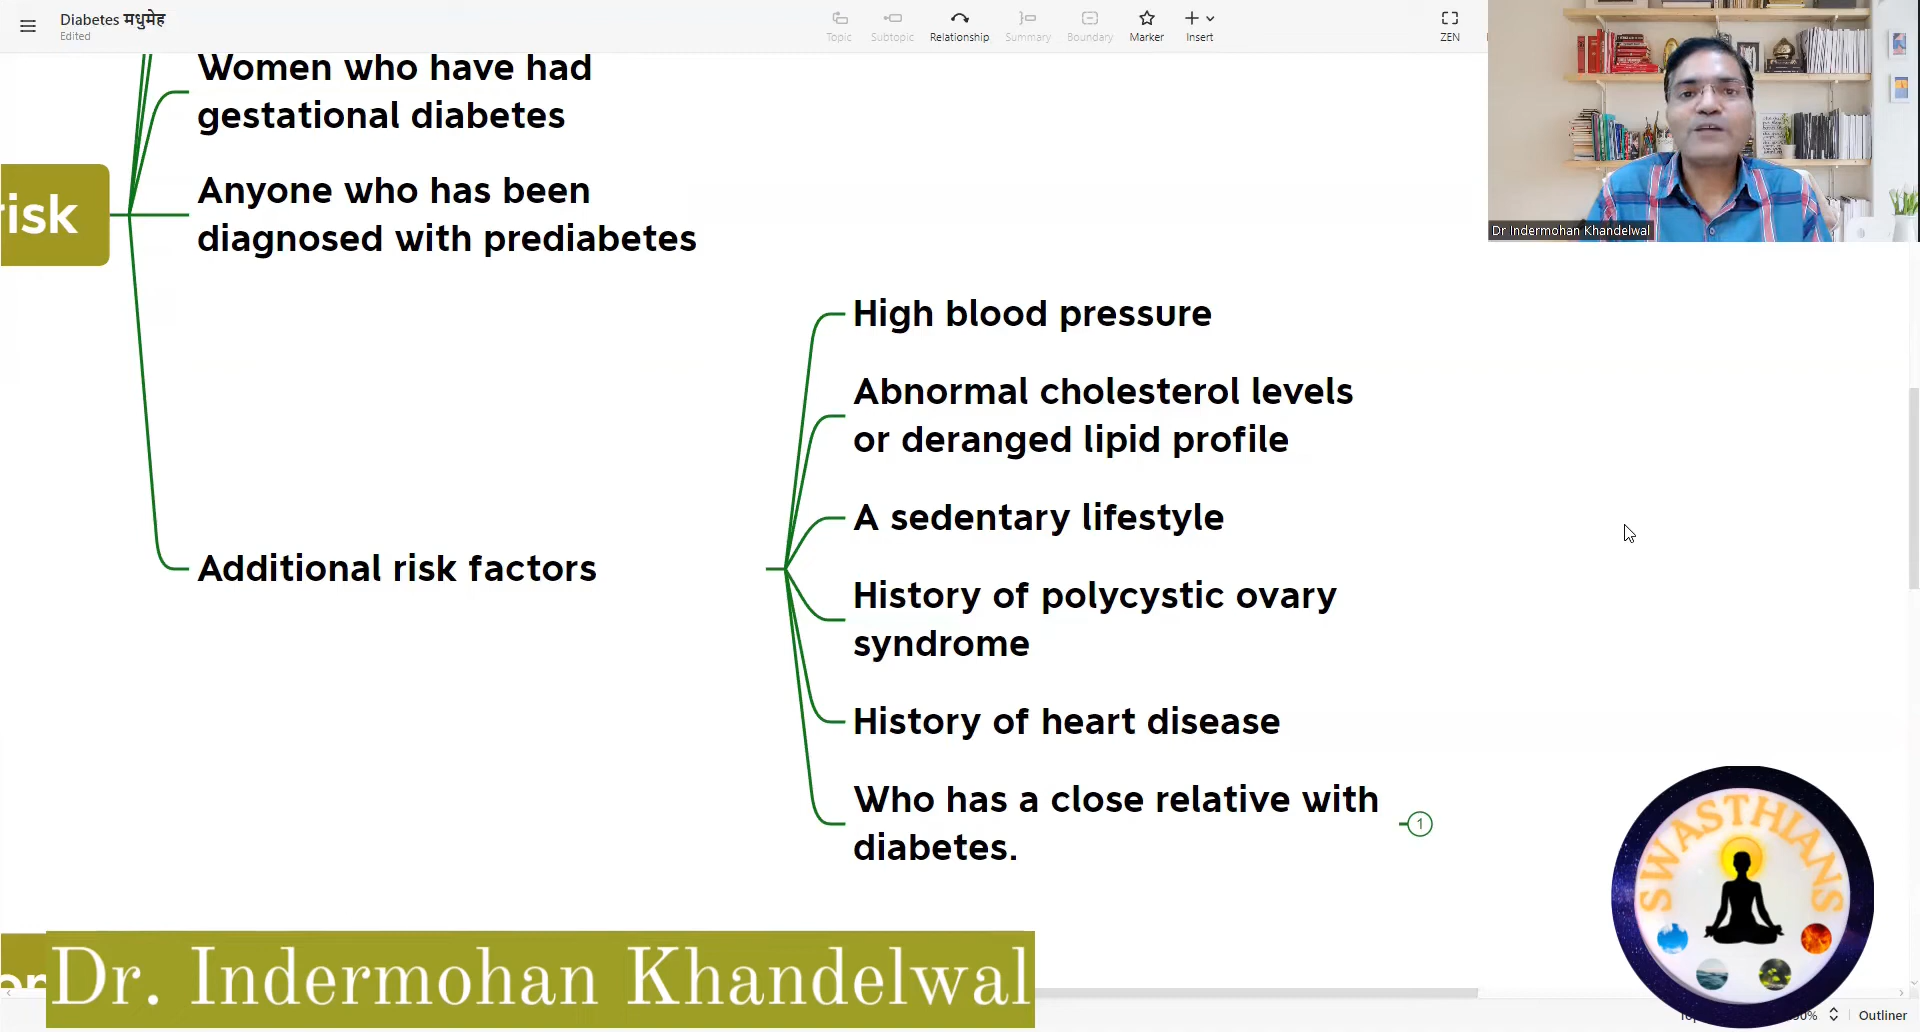 Diabetes मधुमेह
Edited
Topic
Subtopic
Relationship
Summary
Boundary
Marker
Insert
ZEN
Women who have had
gestational diabetes
risk
Anyone who has been
diagnosed with prediabetes
Dr Indermohan Khandelwal
High blood pressure
Abnormal cholesterol levels
or deranged lipid profile
A sedentary lifestyle
Additional risk factors
History of polycystic ovary
syndrome
History of heart disease
Who has a close relative with
diabetes.
1
SWASTHIANS
Dr. Indermohan Khandelwal
Outliner